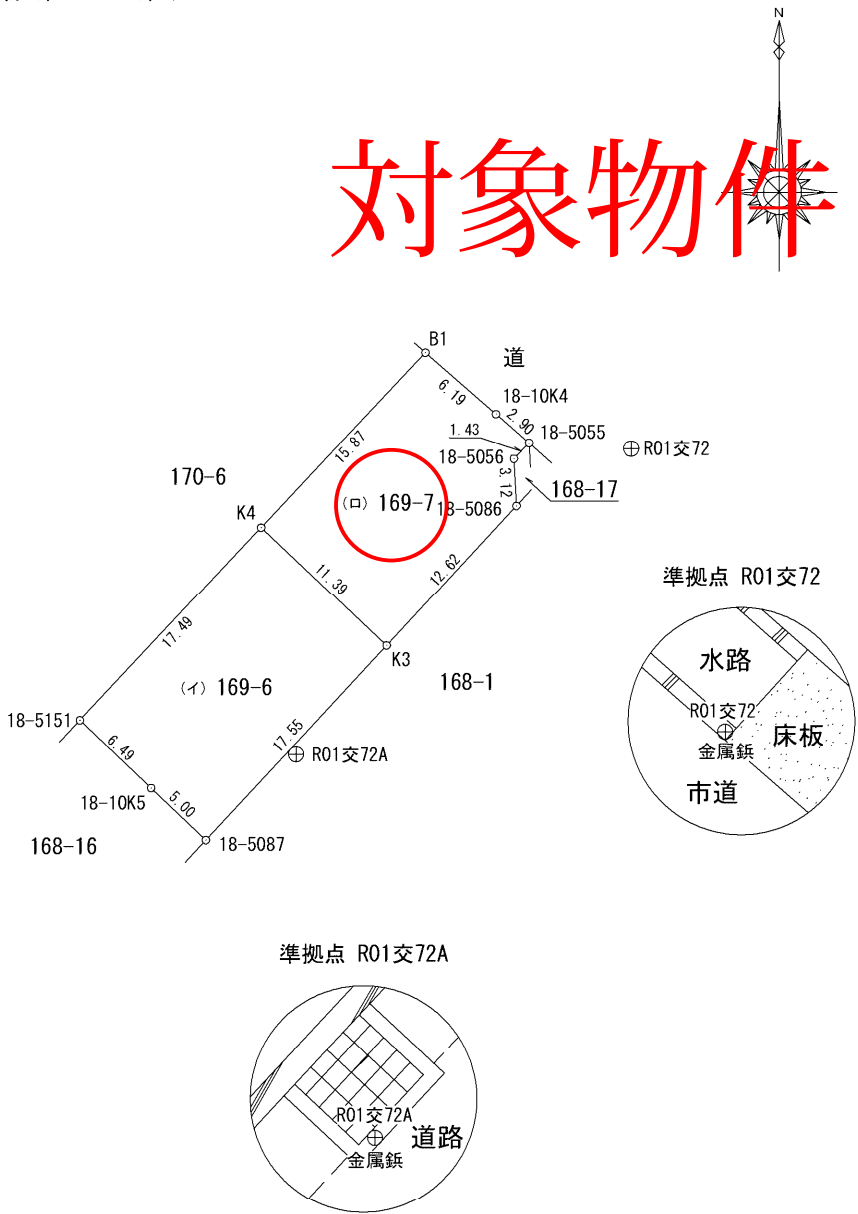 N
対象物件
B1
道
6.19
18-10K4
2.90
1.43
18-5055
R01交72
18-5056
3.12
168-17
15.87
170-6
(ロ) 169-7
18-5086
K4
11.39
12.62
準拠点 R01交72
17.49
K3
水路
(イ) 169-6
168-1
R01交72
床板
金属鋲
18-5151
17.55
R01交72A
6.49
市道
18-10K5
5.00
168-16
18-5087
準拠点 R01交72A
R01交72A
道路
金属鋲